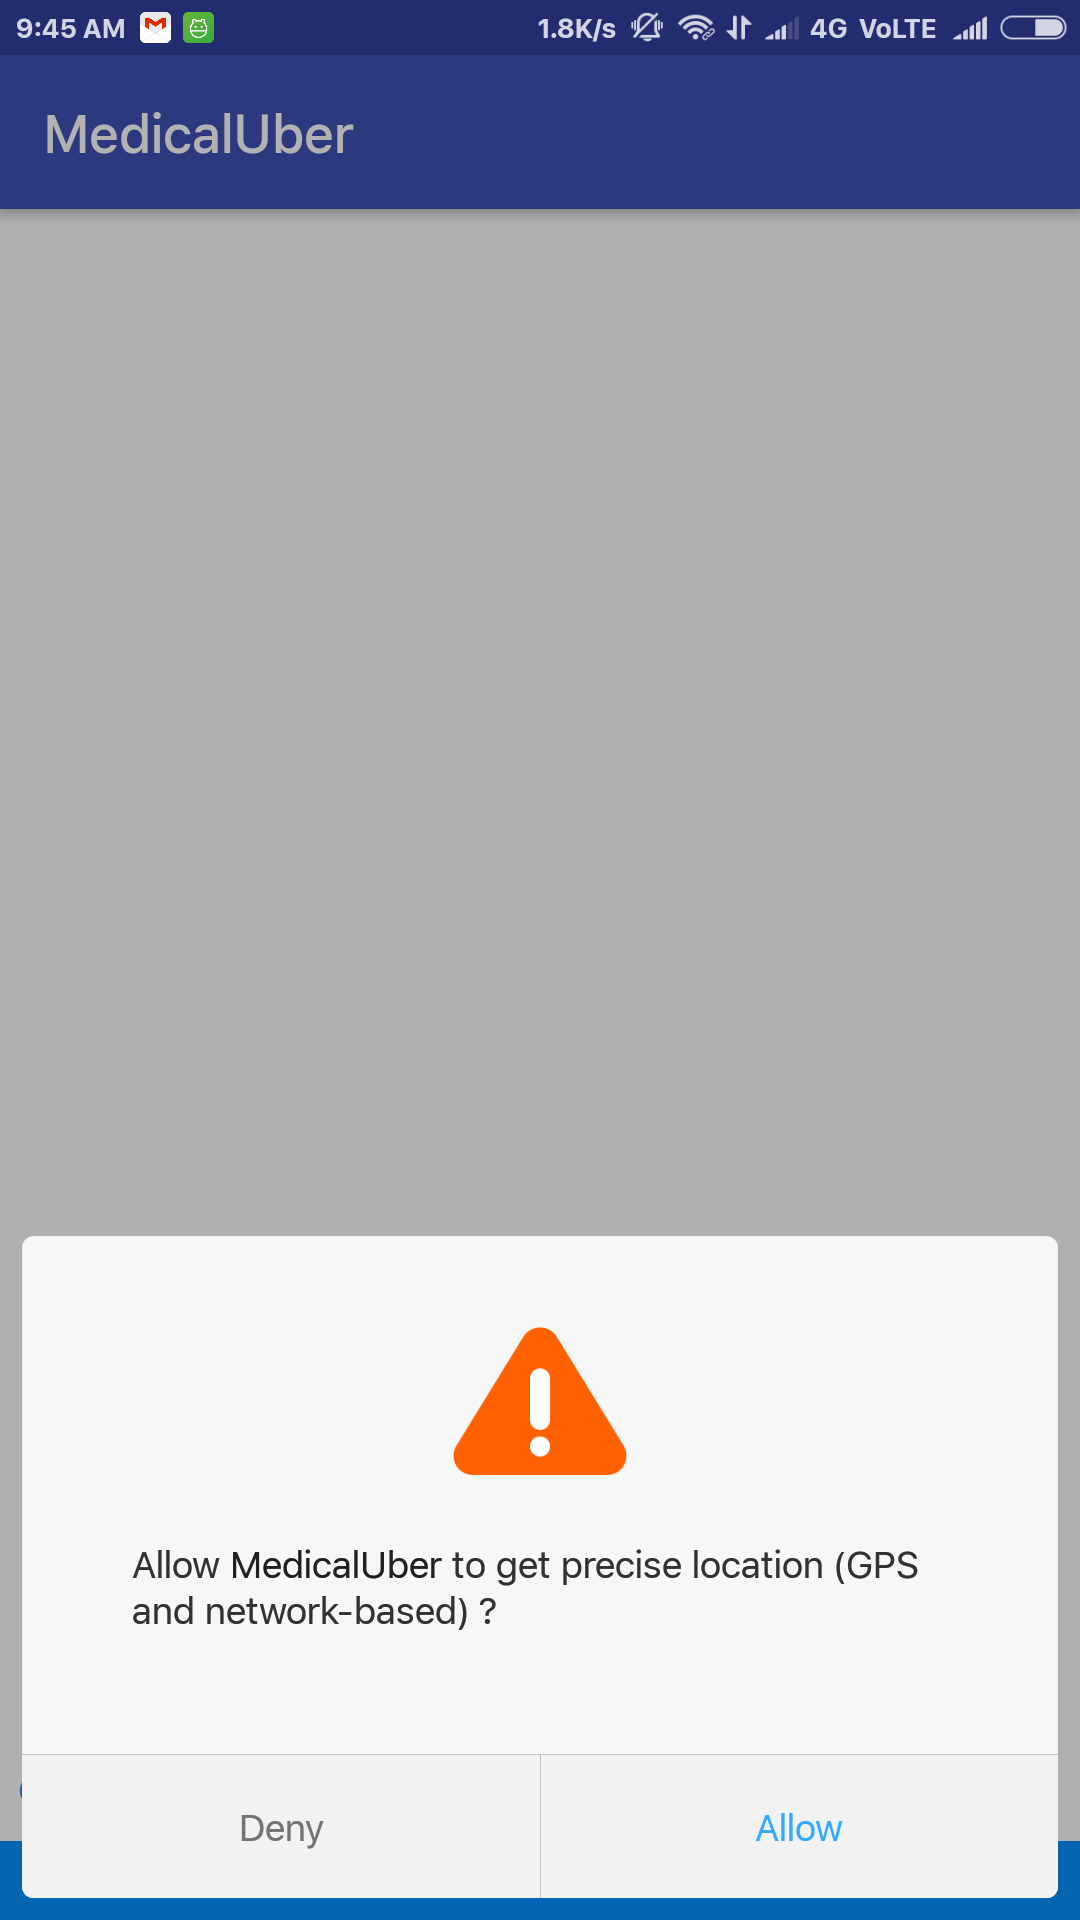 9:45 AM 1.8K/s 4G VoLTE
MedicalUber
Allow MedicalUber to get precise location (GPS
and network-based) ?
Deny Allow